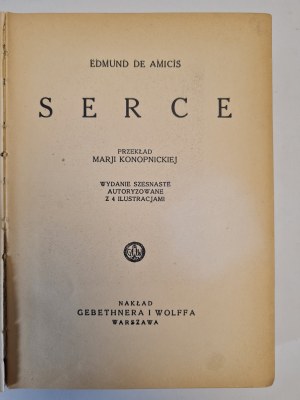 EDMUND DE AMICIS
SERCE
PRZEKŁAD
MARJI KONOPNICKIEJ
WYDANIE SZESNASTE
AUTORYZOWANE
Z 4 ILUSTRACJAMI
NAKŁAD
GEBETHNERA I WOLFFA
WARSZAWA